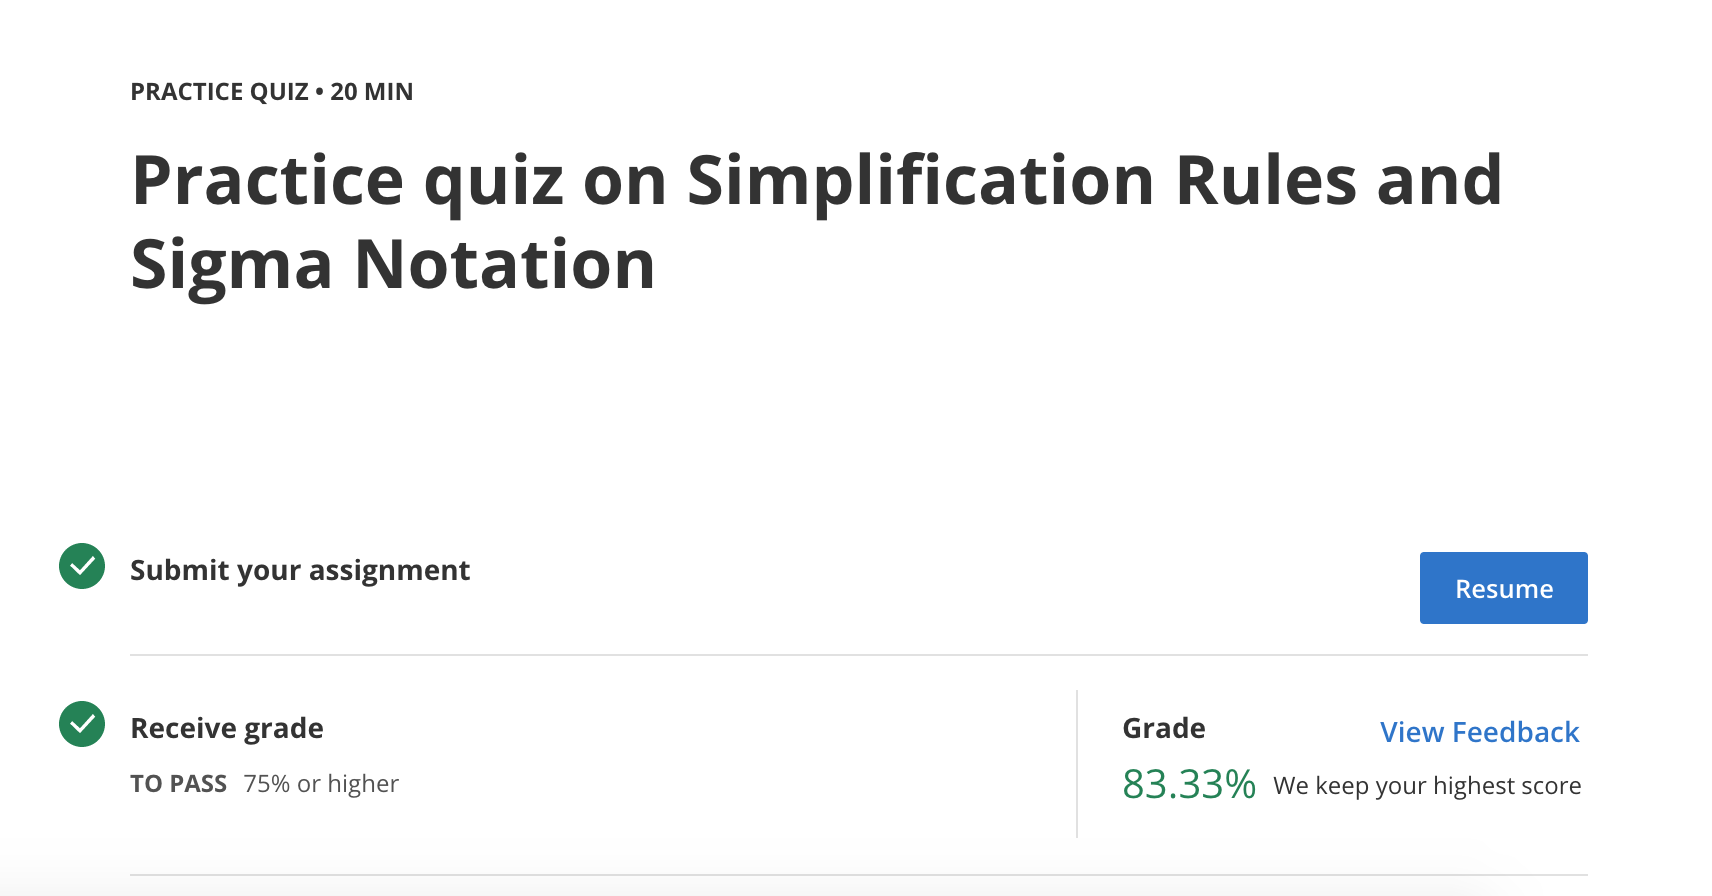 PRACTICE QUIZ • 20 MIN
Practice quiz on Simplification Rules and
Sigma Notation
Submit your assignment
Resume
Receive grade
TO PASS 75% or higher
Grade
View Feedback
83.33% We keep your highest score